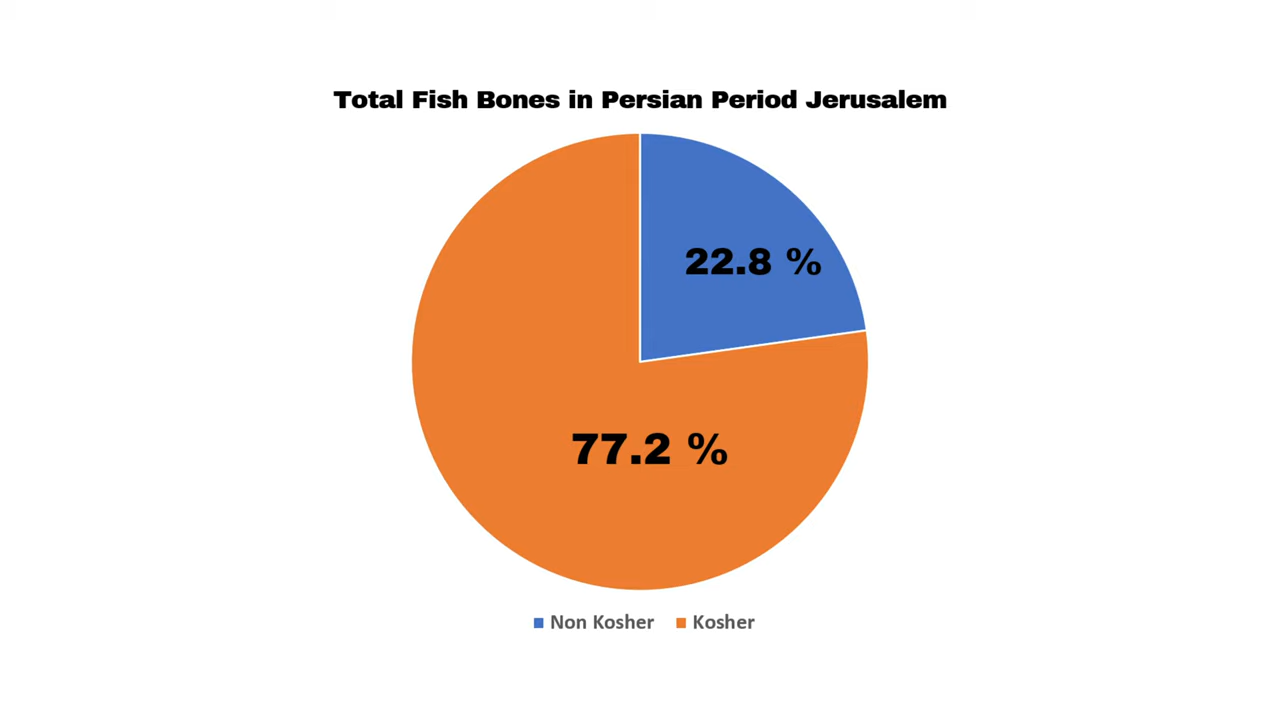 Total Fish Bones in Persian Period Jerusalem
22.8 %
77.2 %
Non Kosher Kosher